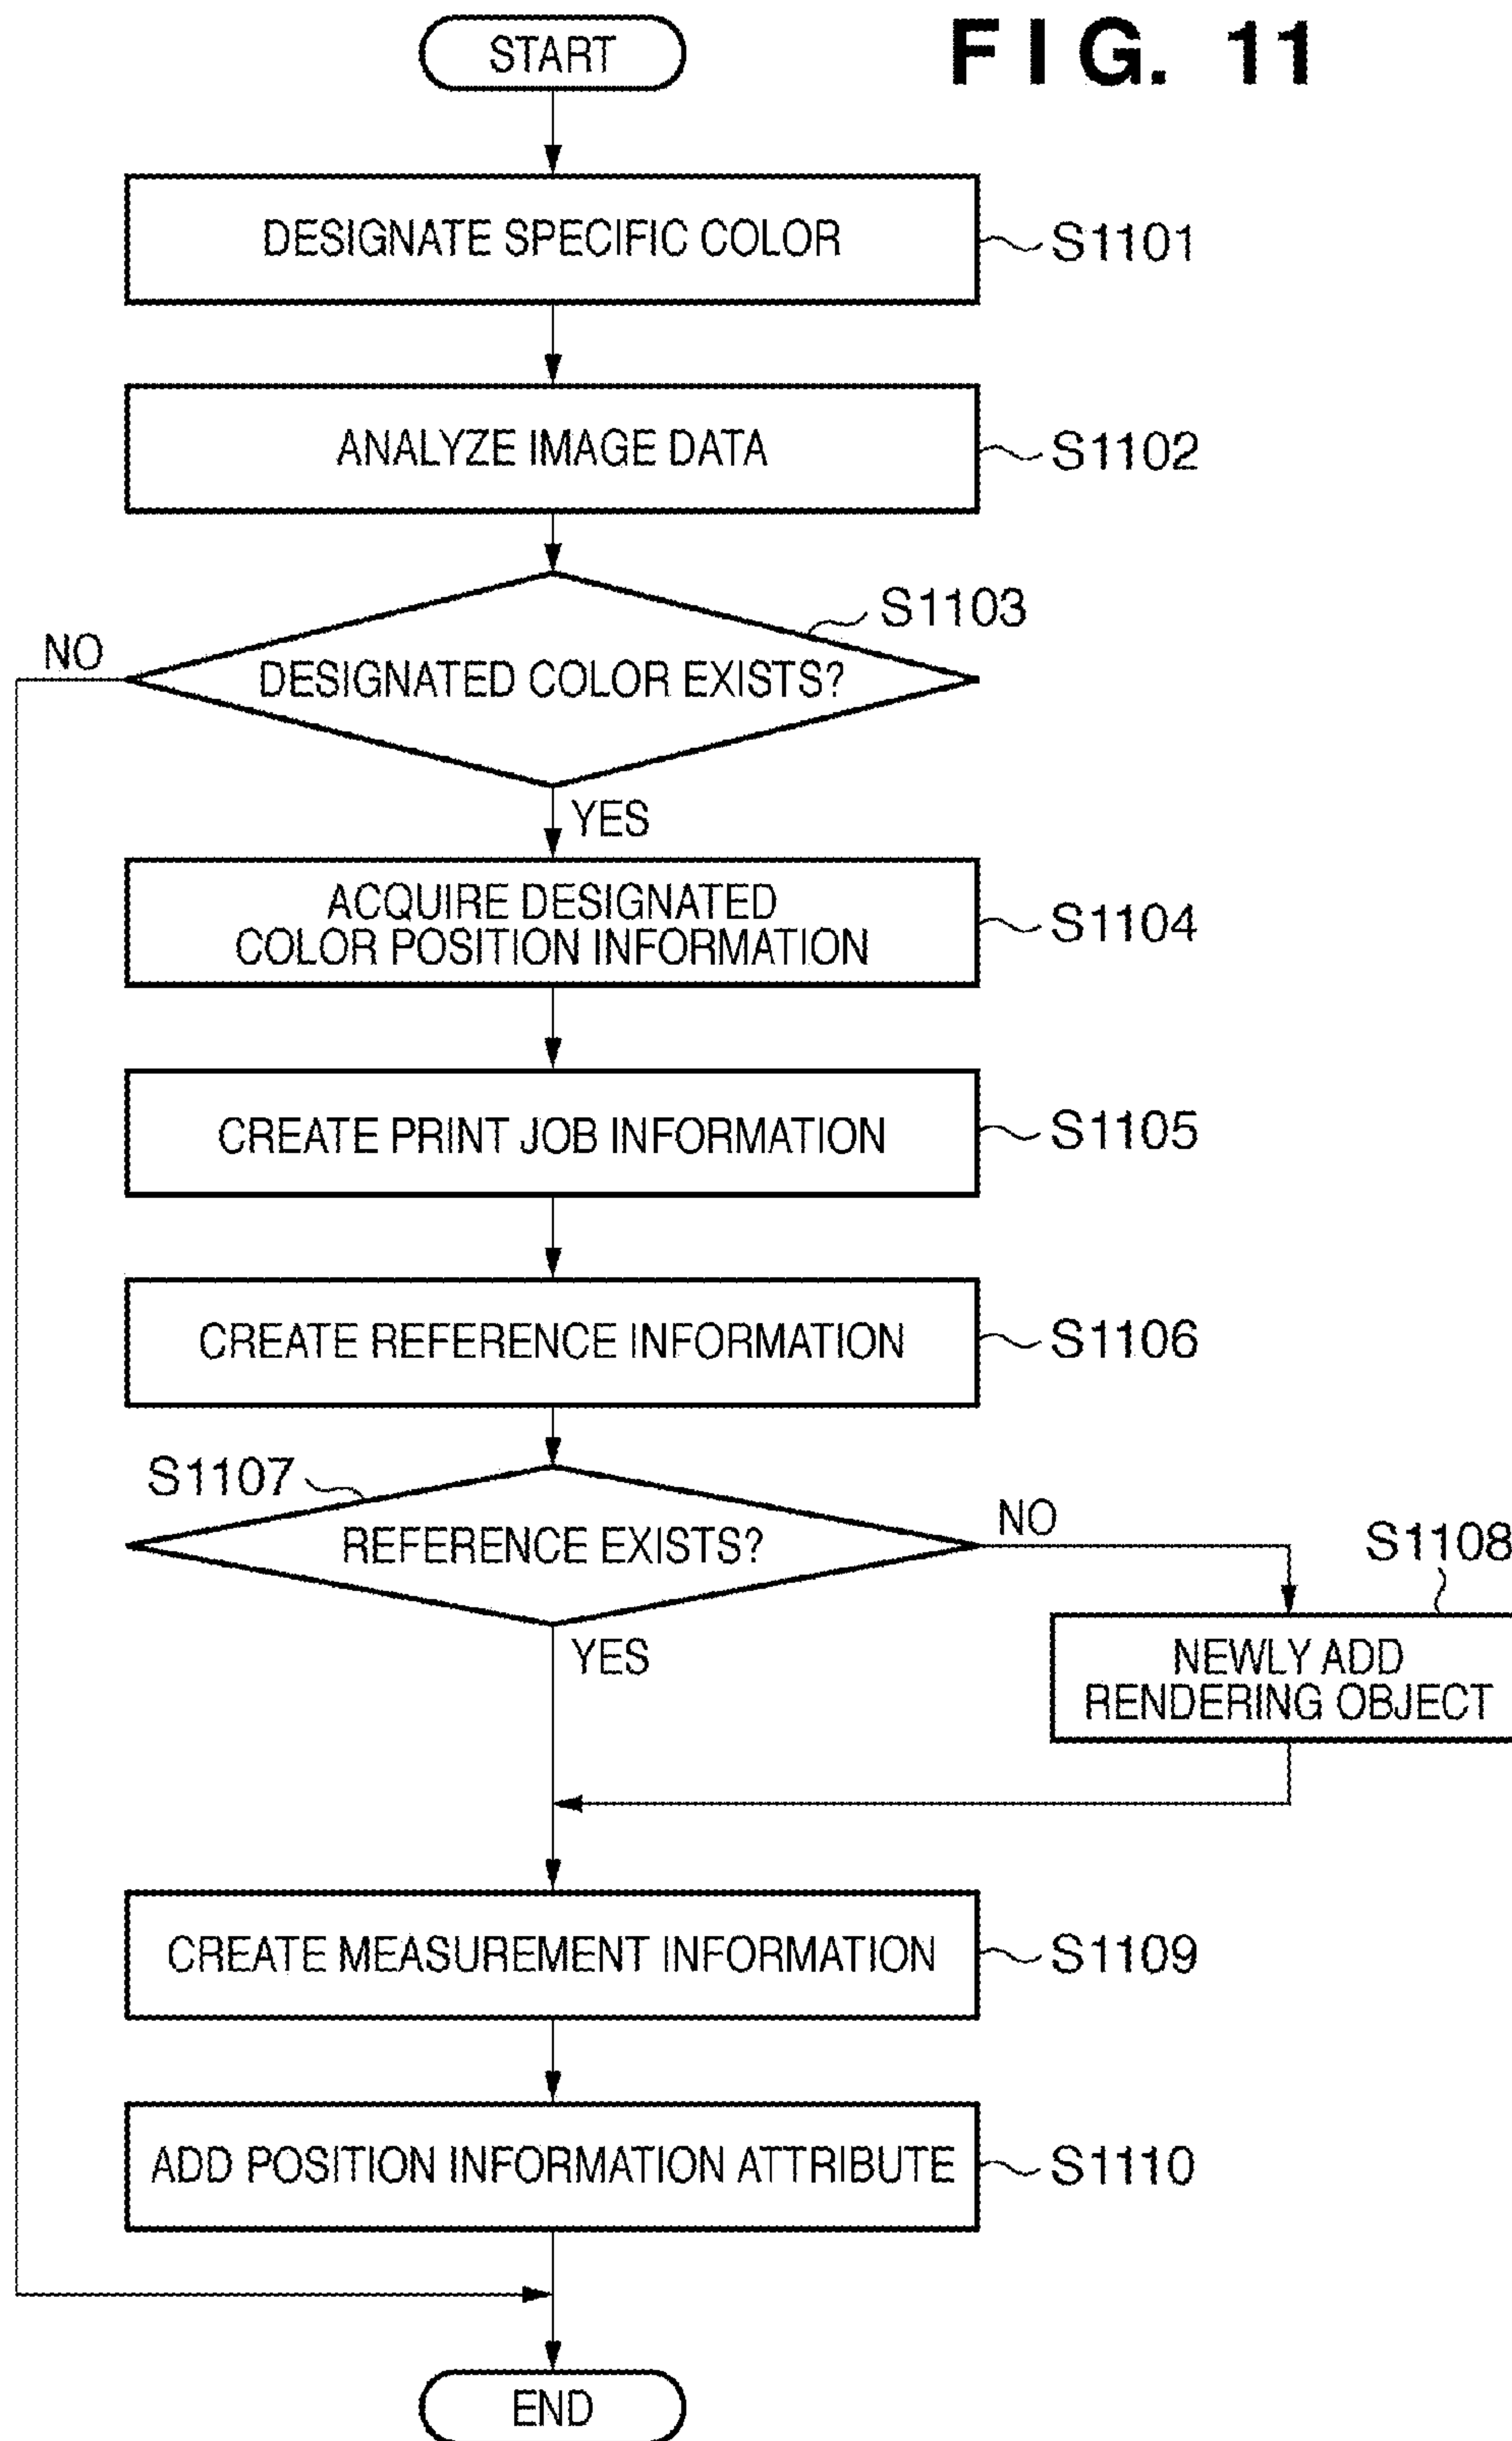 FIG. 11
START
DESIGNATE SPECIFIC COLOR
S1101
ANALYZE IMAGE DATA
S1102
S1103
NO
DESIGNATED COLOR EXISTS?
YES
ACQUIRE DESIGNATED
COLOR POSITION INFORMATION
S1104
CREATE PRINT JOB INFORMATION
S1105
CREATE REFERENCE INFORMATION
S1106
S1107
REFERENCE EXISTS?
NO
S1108
YES
NEWLY ADD
RENDERING OBJECT
CREATE MEASUREMENT INFORMATION
S1109
ADD POSITION INFORMATION ATTRIBUTE
S1110
END